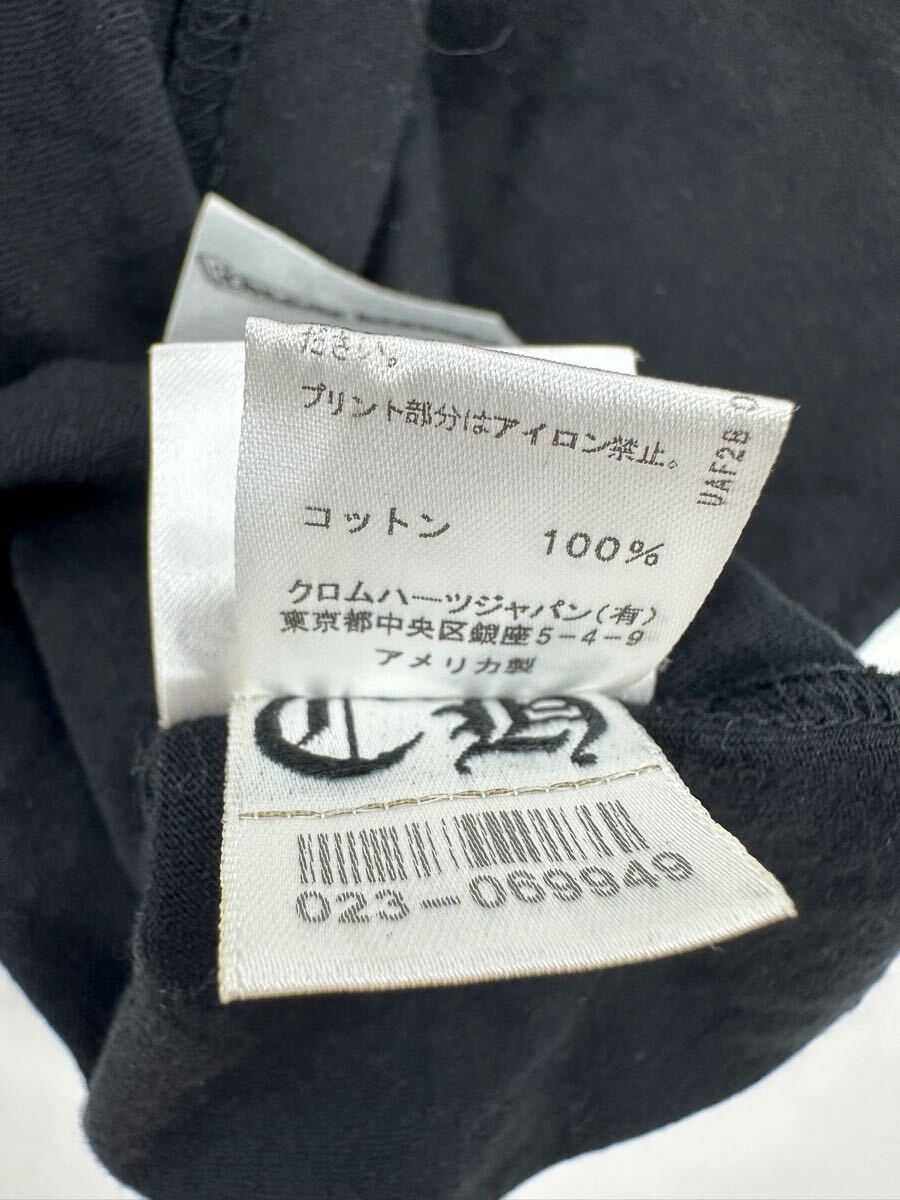 ださい。
プリント部分はアイロン禁止。
UAF2B
コットン 100%
クロムハーツジャパン(有)
東京都中央区銀座5-4-9
アメリカ製
023-069949